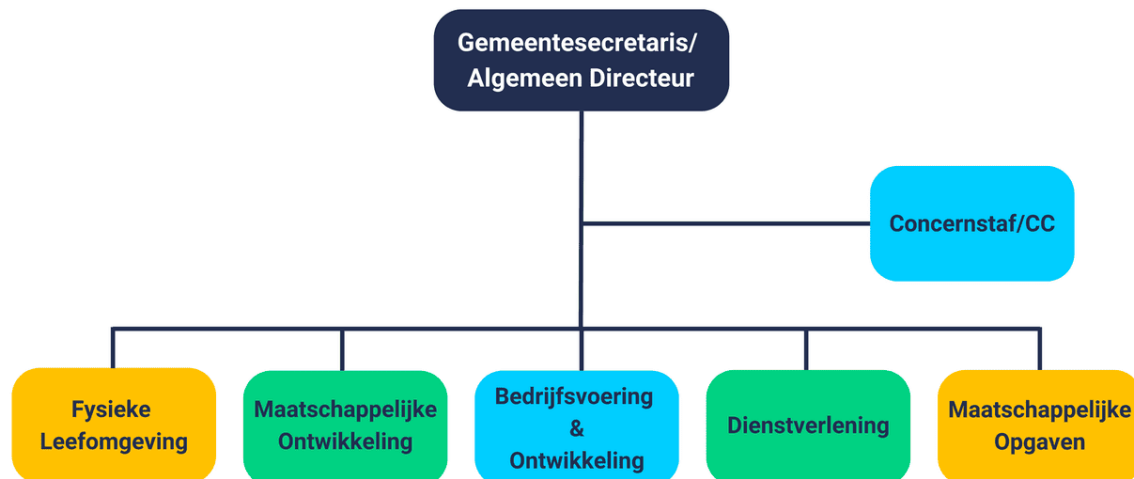 Gemeentesecretaris/
Algemeen Directeur
Concernstaf/CC
Fysieke
Leefomgeving
Maatschappelijke
Ontwikkeling
Bedrijfsvoering
&
Ontwikkeling
Dienstverlening
Maatschappelijke
Opgaven